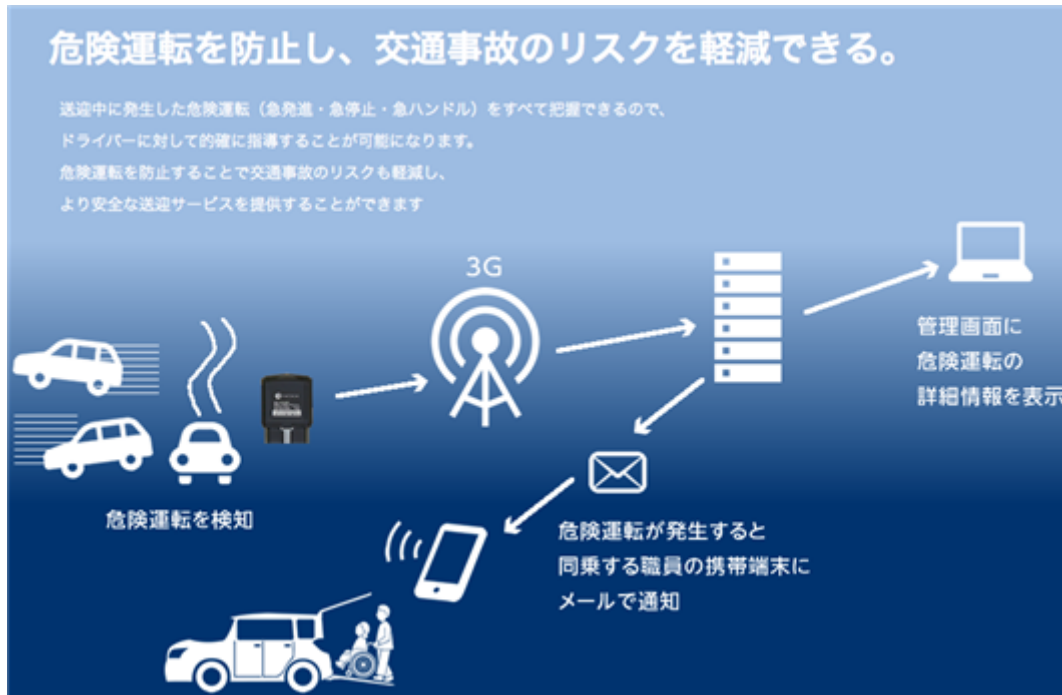 危険運転を防止し、交通事故のリスクを軽減できる。
送迎中に発生した危険運転（急発進・急停止・急ハンドル）をすべて把握できるので、
ドライバーに対して的確に指導することが可能になります。
危険運転を防止することで交通事故のリスクも軽減し、
より安全な送迎サービスを提供することができます
3G
管理画面に
危険運転の
詳細情報を表示
危険運転を検知
危険運転が発生すると
同乗する職員の携帯端末に
メールで通知